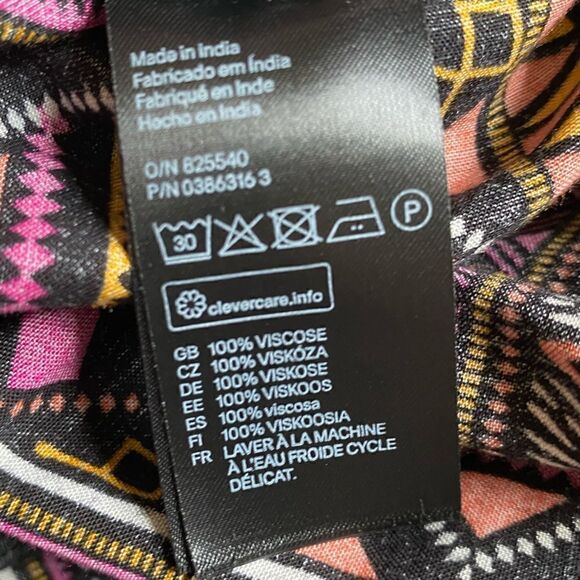 Made in India
Fabricado em Índia
Fabriqué en Inde
Hecho en India
O/N 825540
P/N 0386316 3
30
P
clevercare.info
GB 100% VISCOSE
CZ 100% VISKÓZA
DE 100% VISKOSE
EE 100% VISKOOS
ES 100% viscosa
FI 100% VISKOOSIA
FR LAVER À LA MACHINE
À L'EAU FROIDE CYCLE
DÉLICAT.